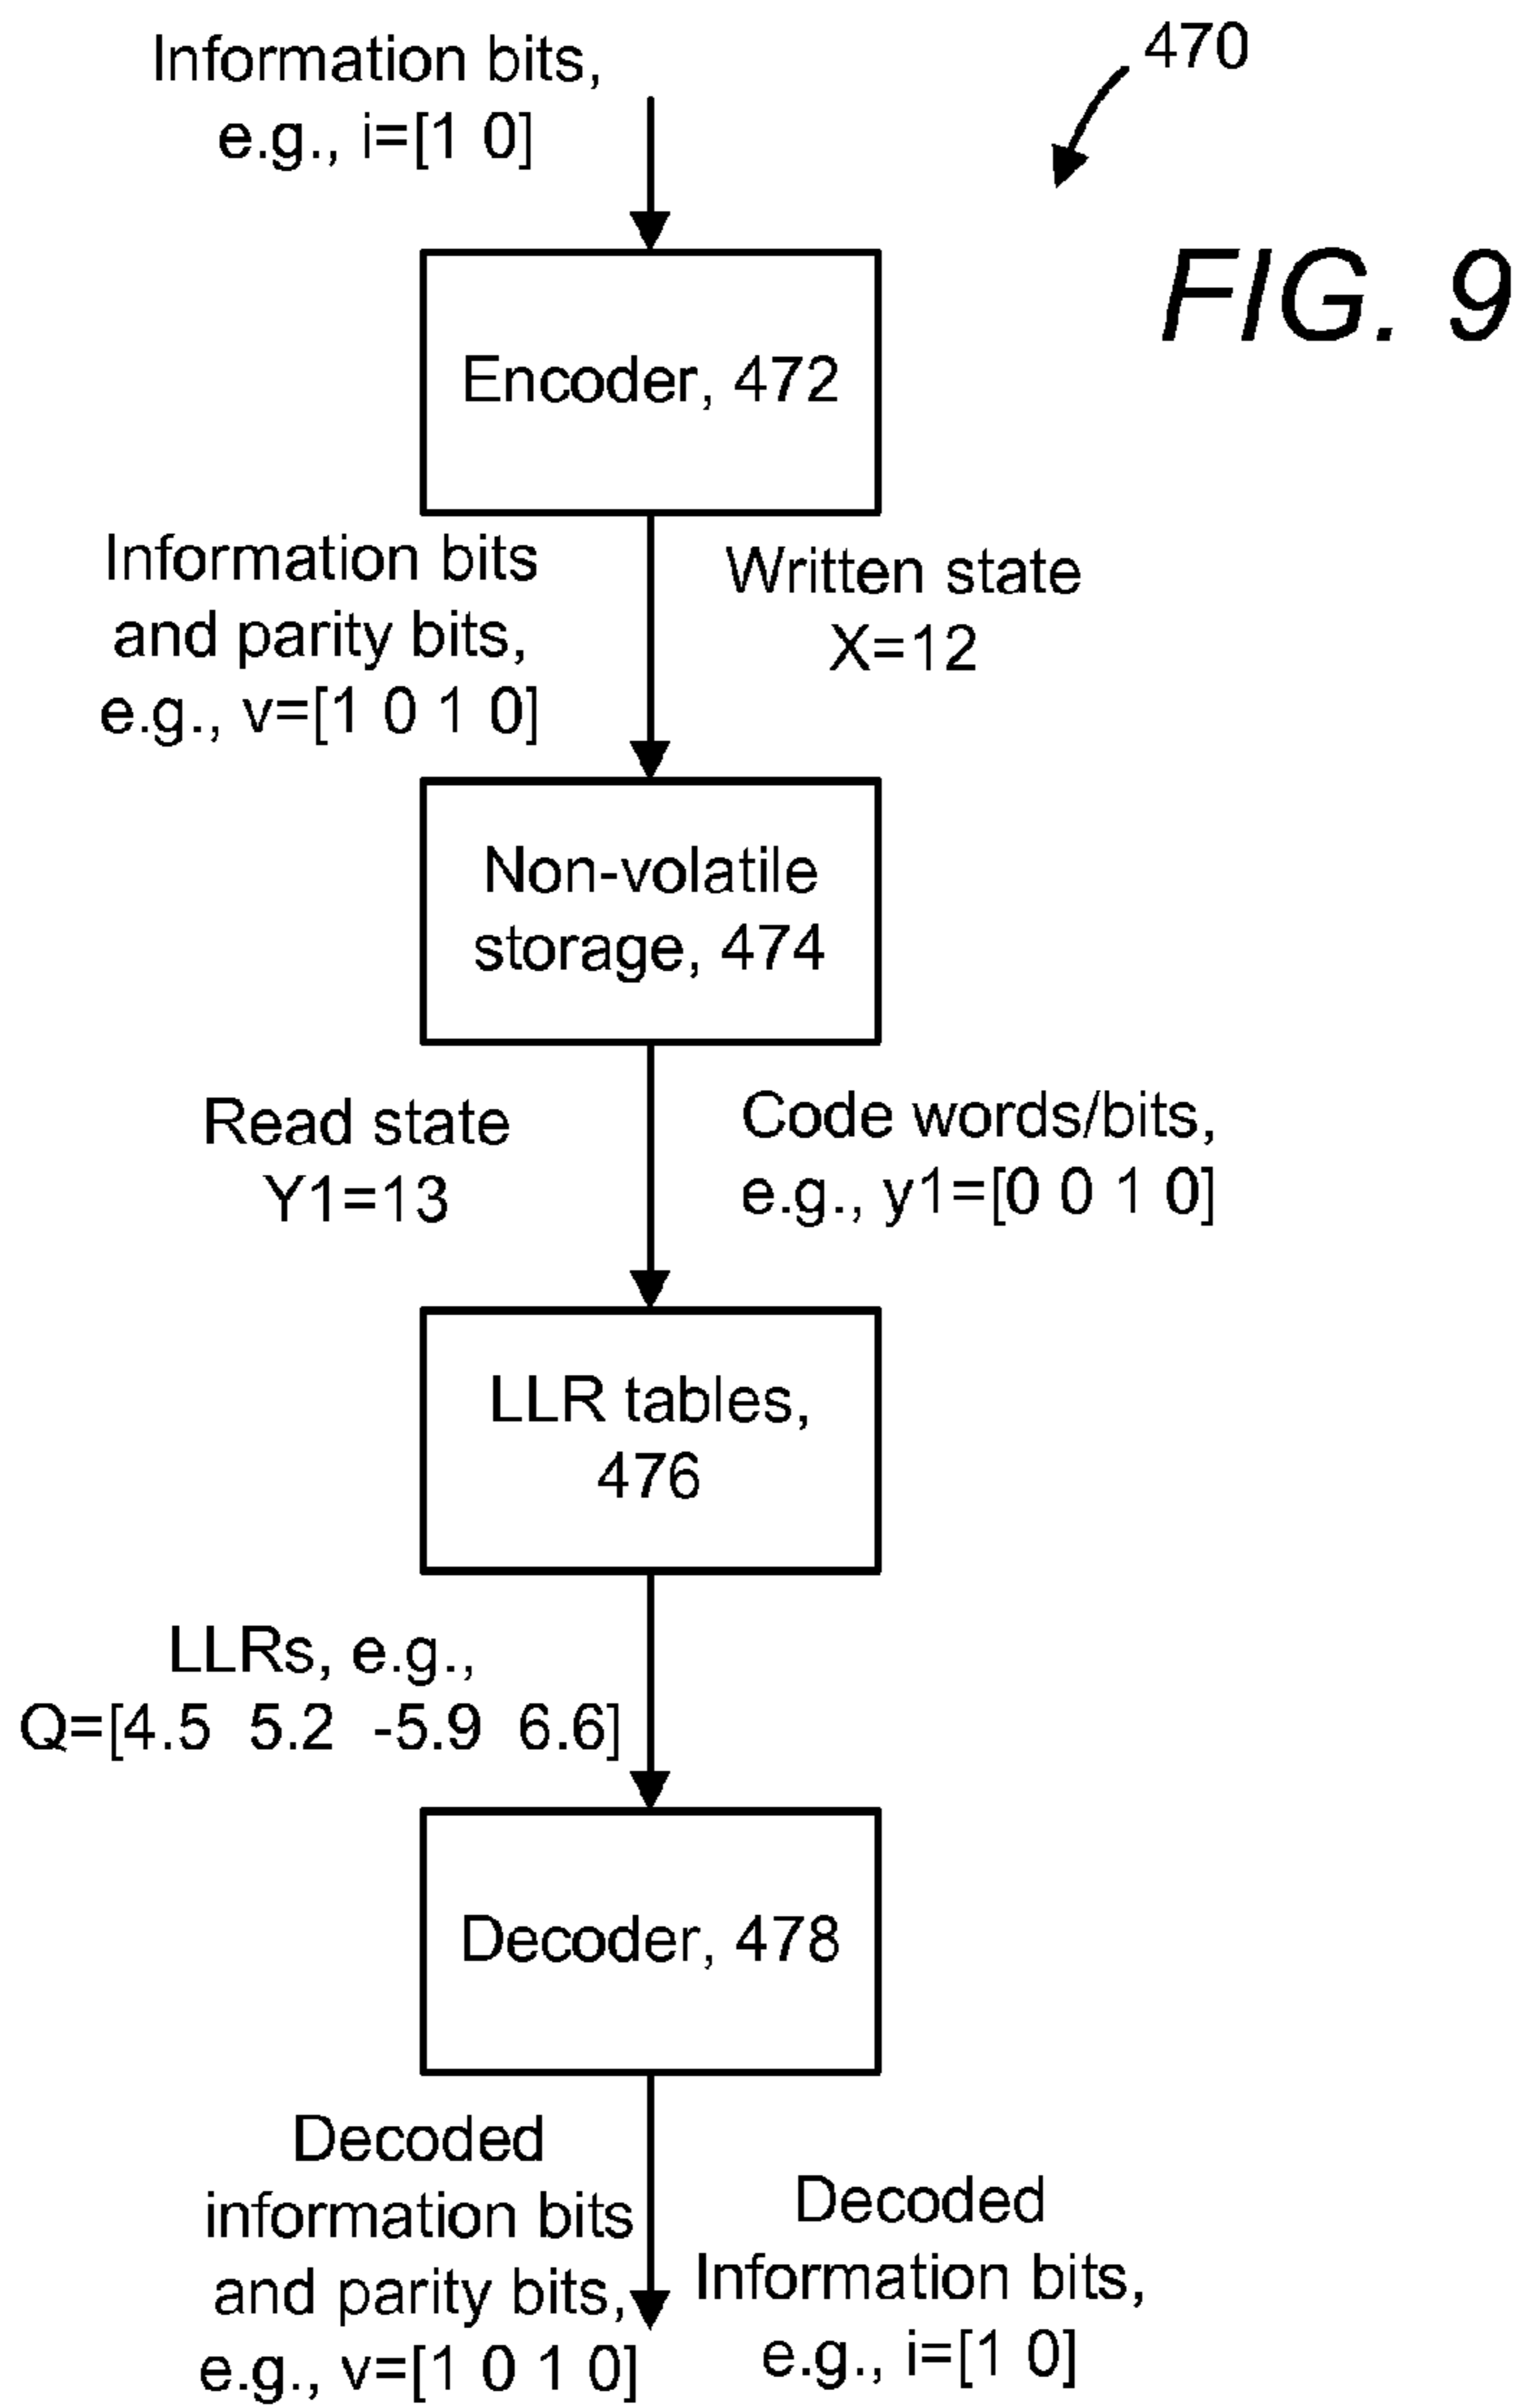 Information bits,
e.g., i=[1 0]
470
FIG. 9
Encoder, 472
Information bits
and parity bits,
e.g., v=[1 0 1 0]
Written state
X=12
Non-volatile
storage, 474
Read state
Y1=13
Code words/bits,
e.g., y1=[0 0 1 0]
LLR tables,
476
LLRs, e.g.,
Q=[4.5 5.2 -5.9 6.6]
Decoder, 478
Decoded
information bits
and parity bits,
e.g., v=[1 0 1 0]
Decoded
Information bits,
e.g., i=[1 0]